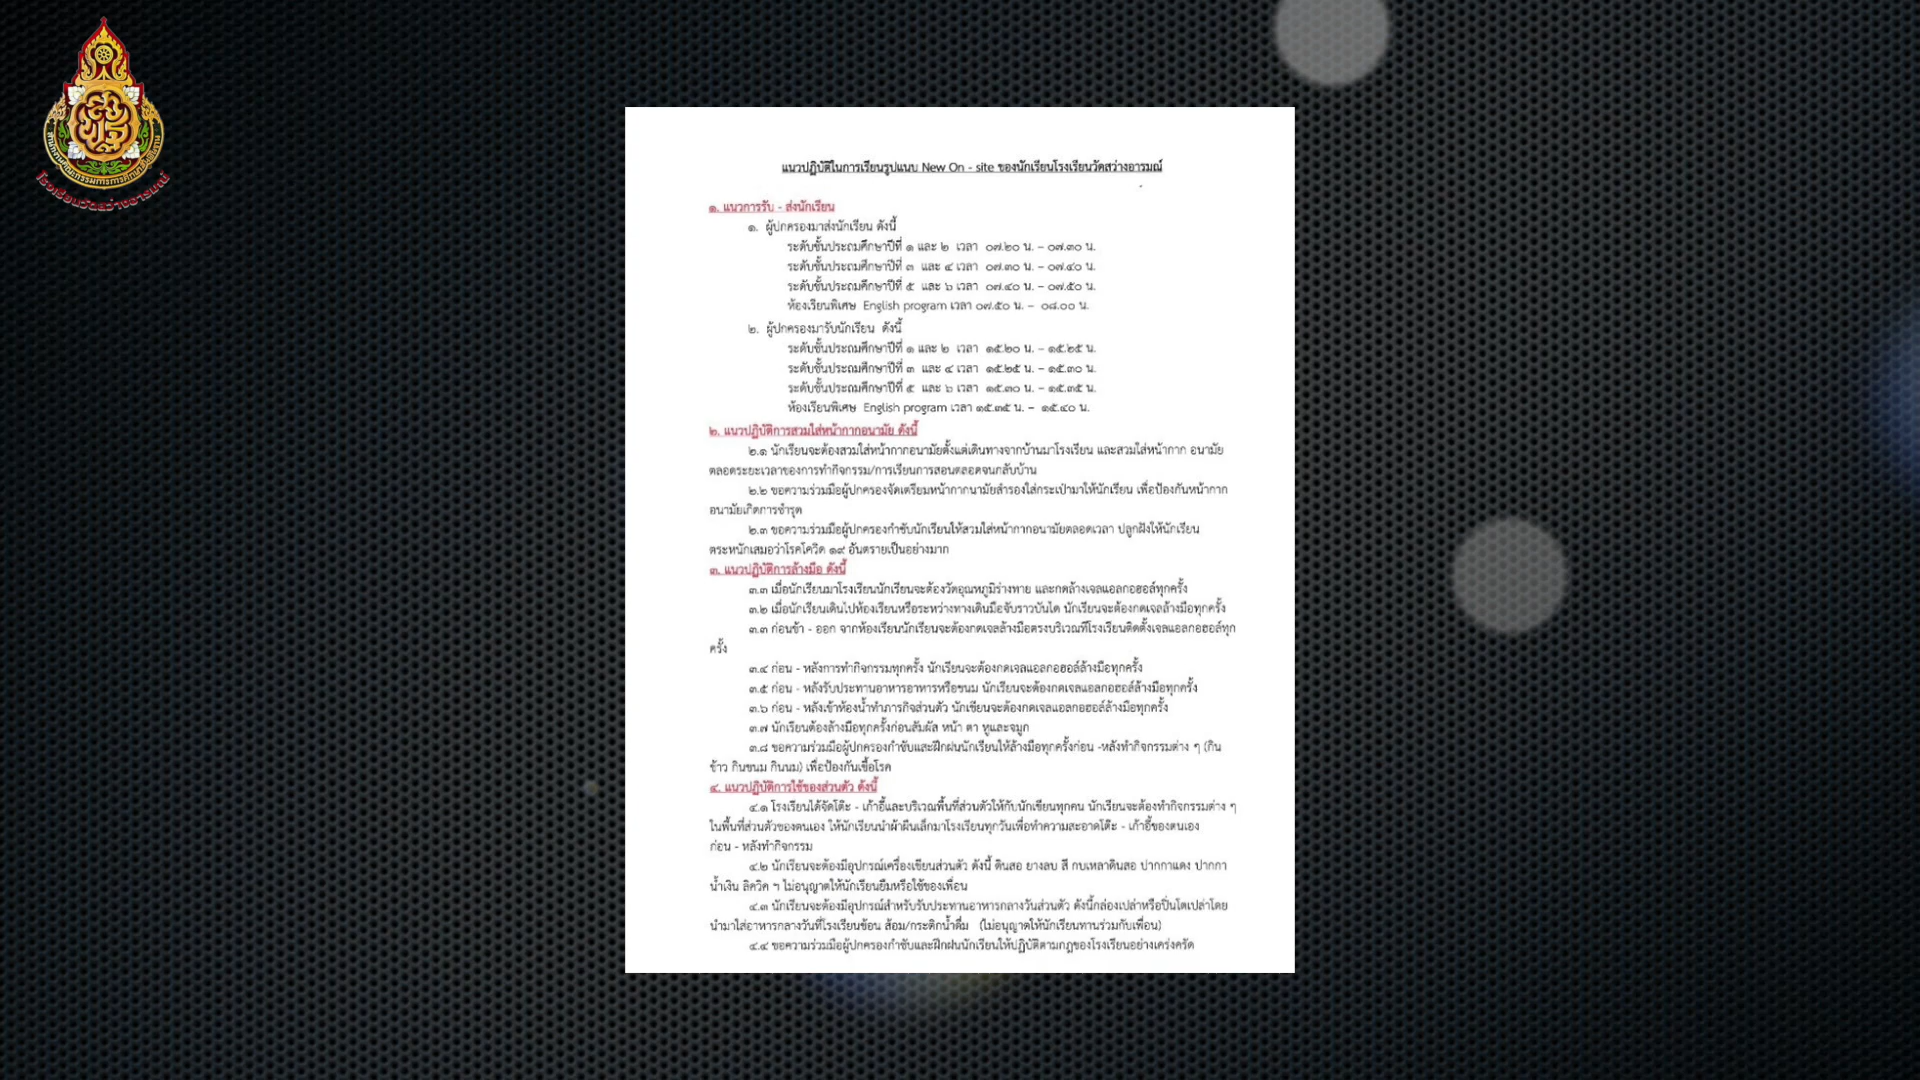 สำนักงานคณะกรรมการการศึกษาขั้นพื้นฐาน
โรงเรียนวัดสว่างอารมณ์
แนวปฏิบัติในการเรียนรูปแบบ New On - site ของนักเรียนโรงเรียนวัดสว่างอารมณ์
๑. แนวการรับ - ส่งนักเรียน
๑. ผู้ปกครองมาส่งนักเรียน ดังนี้
ระดับชั้นประถมศึกษาปีที่ ๑ และ ๒ เวลา ๐๗.๒๐ น. – ๐๗.๓๐ น.
ระดับชั้นประถมศึกษาปีที่ ๓ และ ๔ เวลา ๐๗.๓๐ น. – ๐๗.๔๐ น.
ระดับชั้นประถมศึกษาปีที่ ๕ และ ๖ เวลา ๐๗.๔๐ น. – ๐๗.๕๐ น.
ห้องเรียนพิเศษ English program เวลา ๐๗.๕๐ น. – ๐๘.๐๐ น.
๒. ผู้ปกครองมารับนักเรียน ดังนี้
ระดับชั้นประถมศึกษาปีที่ ๑ และ ๒ เวลา ๑๕.๒๐ น. – ๑๕.๒๕ น.
ระดับชั้นประถมศึกษาปีที่ ๓ และ ๔ เวลา ๑๕.๒๕ น. – ๑๕.๓๐ น.
ระดับชั้นประถมศึกษาปีที่ ๕ และ ๖ เวลา ๑๕.๓๐ น. – ๑๕.๓๕ น.
ห้องเรียนพิเศษ English program เวลา ๑๕.๓๕ น. – ๑๕.๔๐ น.
๒. แนวปฏิบัติการสวมใส่หน้ากากอนามัย ดังนี้
๒.๑ นักเรียนจะต้องสวมใส่หน้ากากอนามัยตั้งแต่เดินทางจากบ้านมาโรงเรียน และสวมใส่หน้ากาก อนามัย
ตลอดระยะเวลาของการทำกิจกรรม/การเรียนการสอนตลอดจนกลับบ้าน
๒.๒ ขอความร่วมมือผู้ปกครองจัดเตรียมหน้ากากนามัยสำรองใส่กระเป๋ามาให้นักเรียน เพื่อป้องกันหน้ากาก
อนามัยเกิดการชำรุด
๒.๓ ขอความร่วมมือผู้ปกครองกำชับนักเรียนให้สวมใส่หน้ากากอนามัยตลอดเวลา ปลูกฝังให้นักเรียน
ตระหนักเสมอว่าโรคโควิด ๑๙ อันตรายเป็นอย่างมาก
๓. แนวปฏิบัติการล้างมือ ดังนี้
๓.๓ เมื่อนักเรียนมาโรงเรียนนักเรียนจะต้องวัดอุณหภูมิร่างทาย และกดล้างเจลแอลกอฮอล์ทุกครั้ง
๓.๒ เมื่อนักเรียนเดินไปห้องเรียนหรือระหว่างทางเดินมือจับราวบันได นักเรียนจะต้องกดเจลล้างมือทุกครั้ง
๓.๓ ก่อนข้า - ออก จากห้องเรียนนักเรียนจะต้องกดเจลล้างมือตรงบริเวณที่โรงเรียนติดตั้งเจลแอลกอฮอล์ทุก
ครั้ง
๓.๔ ก่อน - หลังการทำกิจกรรมทุกครั้ง นักเรียนจะต้องกดเจลแอลกอฮอล์ล้างมือทุกครั้ง
๓.๕ ก่อน - หลังรับประทานอาหารอาหารหรือขนม นักเรียนจะต้องกดเจลแอลกอฮอล์ล้างมือทุกครั้ง
๓.๖ ก่อน - หลังเข้าห้องน้ำทำภารกิจส่วนตัว นักเขียนจะต้องกดเจลแอลกอฮอล์ล้างมือทุกครั้ง
๓.๗ นักเรียนต้องล้างมือทุกครั้งก่อนสัมผัส หน้า ตา หูและจมูก
๓.๘ ขอความร่วมมือผู้ปกครองกำชับและฝึกฝนนักเรียนให้ล้างมือทุกครั้งก่อน -หลังทำกิจกรรมต่าง ๆ (กิน
ข้าว กินขนม กินนม) เพื่อป้องกันเชื้อโรค
๔. แนวปฏิบัติการใช้ของส่วนตัว ดังนี้
๔.๑ โรงเรียนได้จัดโต๊ะ - เก้าอี้และบริเวณพื้นที่ส่วนตัวให้กับนักเขียนทุกคน นักเรียนจะต้องทำกิจกรรมต่าง ๆ
ในพื้นที่ส่วนตัวของตนเอง ให้นักเรียนนำผ้าผืนเล็กมาโรงเรียนทุกวันเพื่อทำความสะอาดโต๊ะ - เก้าอี้ของตนเอง
ก่อน - หลังทำกิจกรรม
๔.๒ นักเรียนจะต้องมีอุปกรณ์เครื่องเขียนส่วนตัว ดังนี้ ดินสอ ยางลบ สี กบเหลาดินสอ ปากกาแดง ปากกา
น้ำเงิน ลิควิด ฯ ไม่อนุญาตให้นักเรียนยืมหรือใช้ของเพื่อน
๔.๓ นักเรียนจะต้องมีอุปกรณ์สำหรับรับประทานอาหารกลางวันส่วนตัว ดังนี้กล่องเปล่าหรือปิ่นโตเปล่าโดย
นำมาใส่อาหารกลางวันที่โรงเรียนช้อน ส้อม/กระติกน้ำดื่ม (ไม่อนุญาตให้นักเรียนทานร่วมกับเพื่อน)
๔.๔ ขอความร่วมมือผู้ปกครองกำชับและฝึกฝนนักเรียนให้ปฏิบัติตามกฎของโรงเรียนอย่างเคร่งครัด